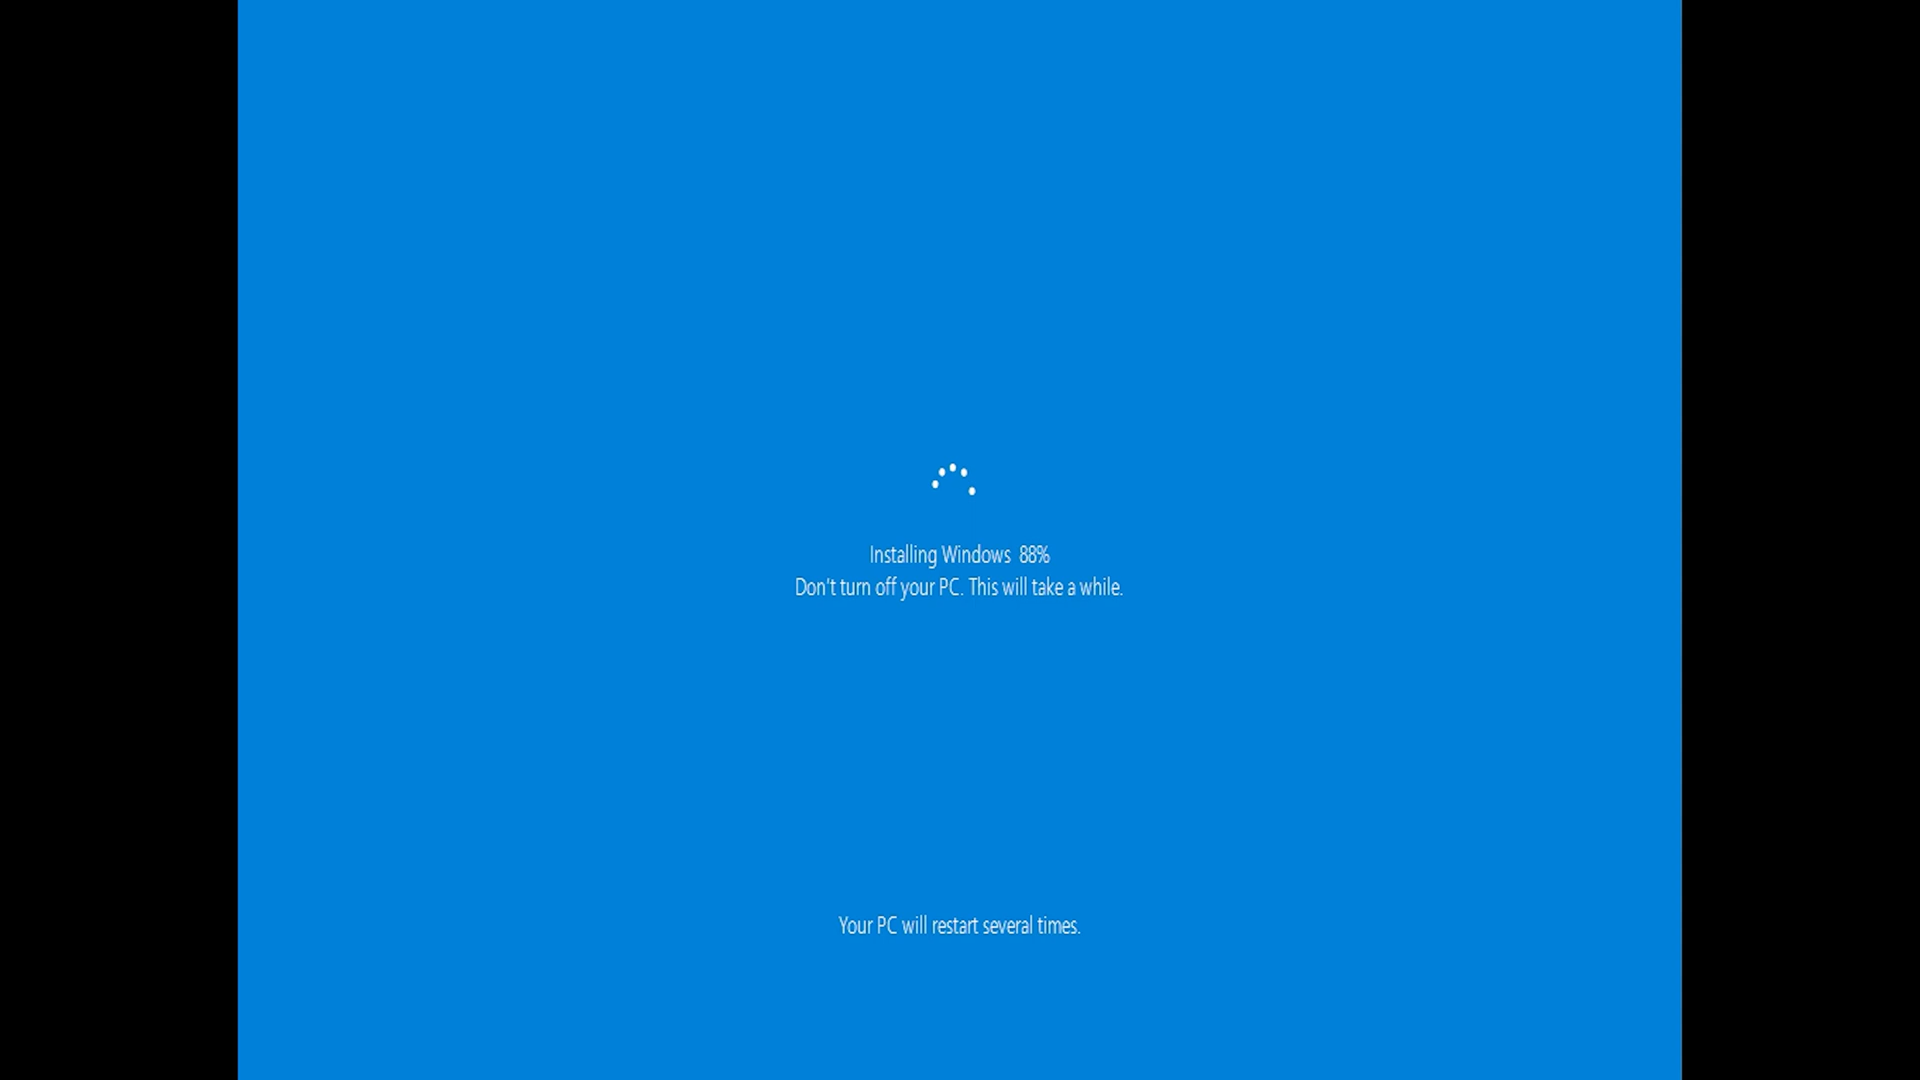 Installing Windows 88%
Don't turn off your PC. This will take a while.
Your PC will restart several times.